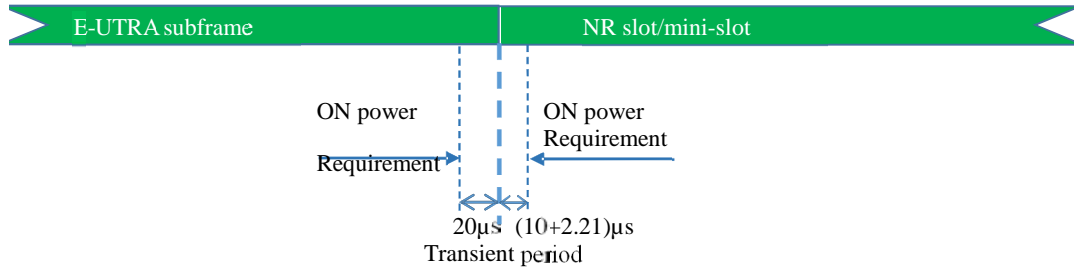 E-UTRA subframe
NR slot/mini-slot
ON power
Requirement
ON power
Requirement
20µs
(10+2.21)µs
Transient period